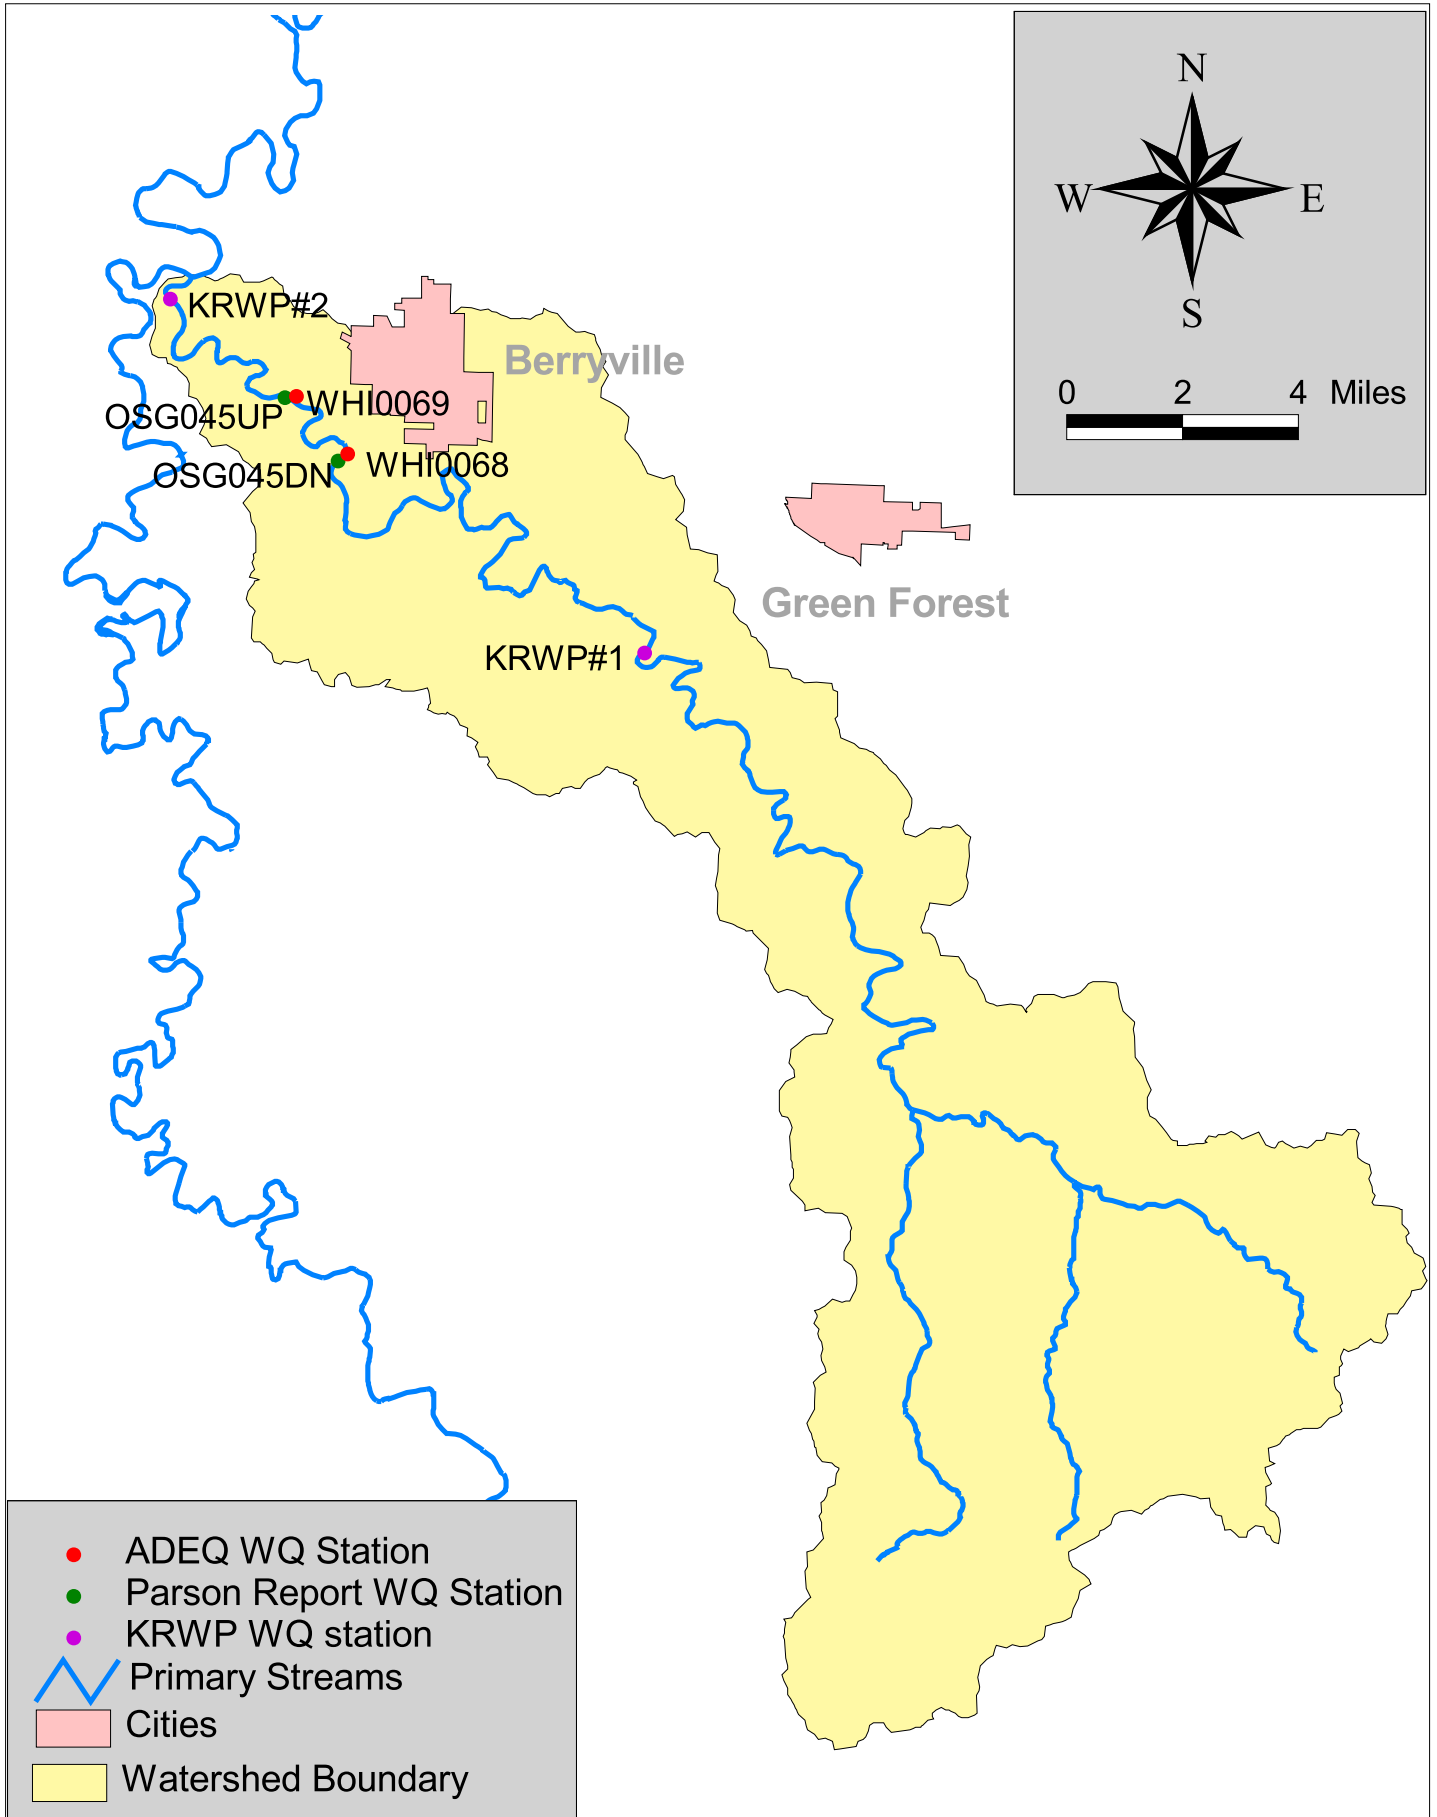 N
W E
S
0 2 4 Miles
KRWP#2
Berryville
WHI0069
OSG045UP
WHI0068
OSG045DN
Green Forest
KRWP#1
ADEQ WQ Station
Parson Report WQ Station
KRWP WQ station
Primary Streams
Cities
Watershed Boundary